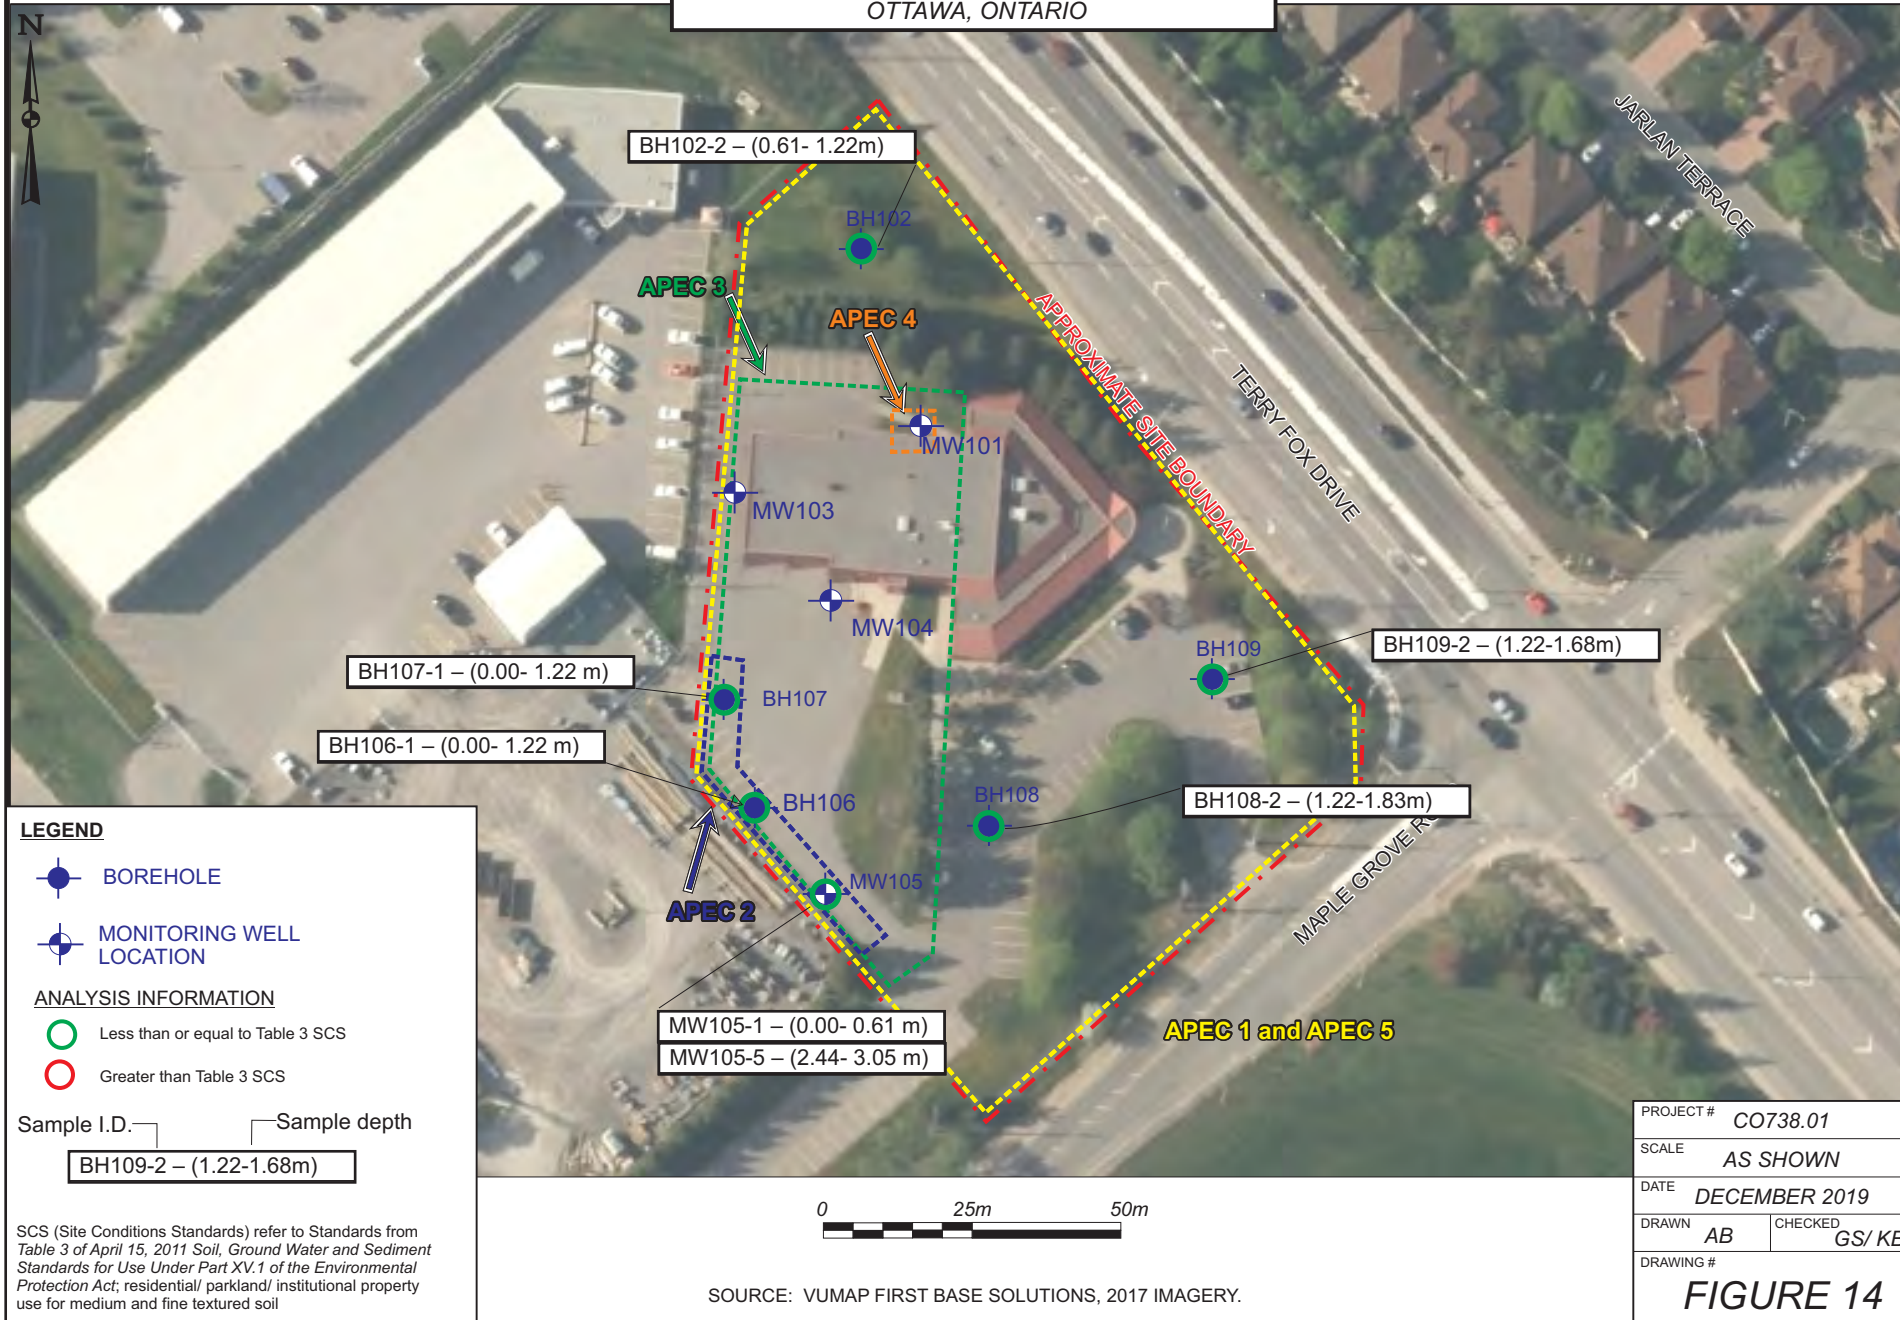 OTTAWA, ONTARIO
N
JARLAN TERRACE
BH102-2 – (0.61- 1.22m)
BH102
APEC 3
APEC 4
APPROXIMATE SITE BOUNDARY
TERRY FOX DRIVE
MW101
MW103
MW104
BH109
BH109-2 – (1.22-1.68m)
BH107-1 – (0.00- 1.22 m)
BH107
BH106-1 – (0.00- 1.22 m)
BH106
BH108
BH108-2 – (1.22-1.83m)
MAPLE GROVE
MW105
APEC 2
MW105-1 – (0.00- 0.61 m)
MW105-5 – (2.44- 3.05 m)
APEC 1 and APEC 5
LEGEND
BOREHOLE
MONITORING WELL
LOCATION
ANALYSIS INFORMATION
Less than or equal to Table 3 SCS
Greater than Table 3 SCS
Sample I.D.
Sample depth
BH109-2 – (1.22-1.68m)
SCS (Site Conditions Standards) refer to Standards from
Table 3 of April 15, 2011 Soil, Ground Water and Sediment
Standards for Use Under Part XV.1 of the Environmental
Protection Act; residential/ parkland/ institutional property
use for medium and fine textured soil
0 25m 50m
SOURCE: VUMAP FIRST BASE SOLUTIONS, 2017 IMAGERY.
PROJECT # CO738.01
SCALE AS SHOWN
DATE DECEMBER 2019
DRAWN AB CHECKED GS/
DRAWING #
FIGURE 14